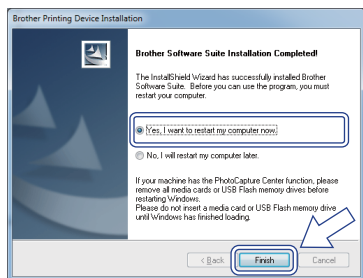 Brother Printing Device Installation
Brother Software Suite Installation Completed!
The InstallShield Wizard has successfully installed Brother
Software Suite.  Before you can use the program, you must
restart your computer.
Yes, I want to restart my computer now.
No, I will restart my computer later.
If your machine has the PhotoCapture Center function, please
remove all media cards or USB Flash memory drives before
restarting Windows.
Please do not insert a media card or USB Flash memory drive
until Windows has finished loading.
< Back
Finish
Cancel